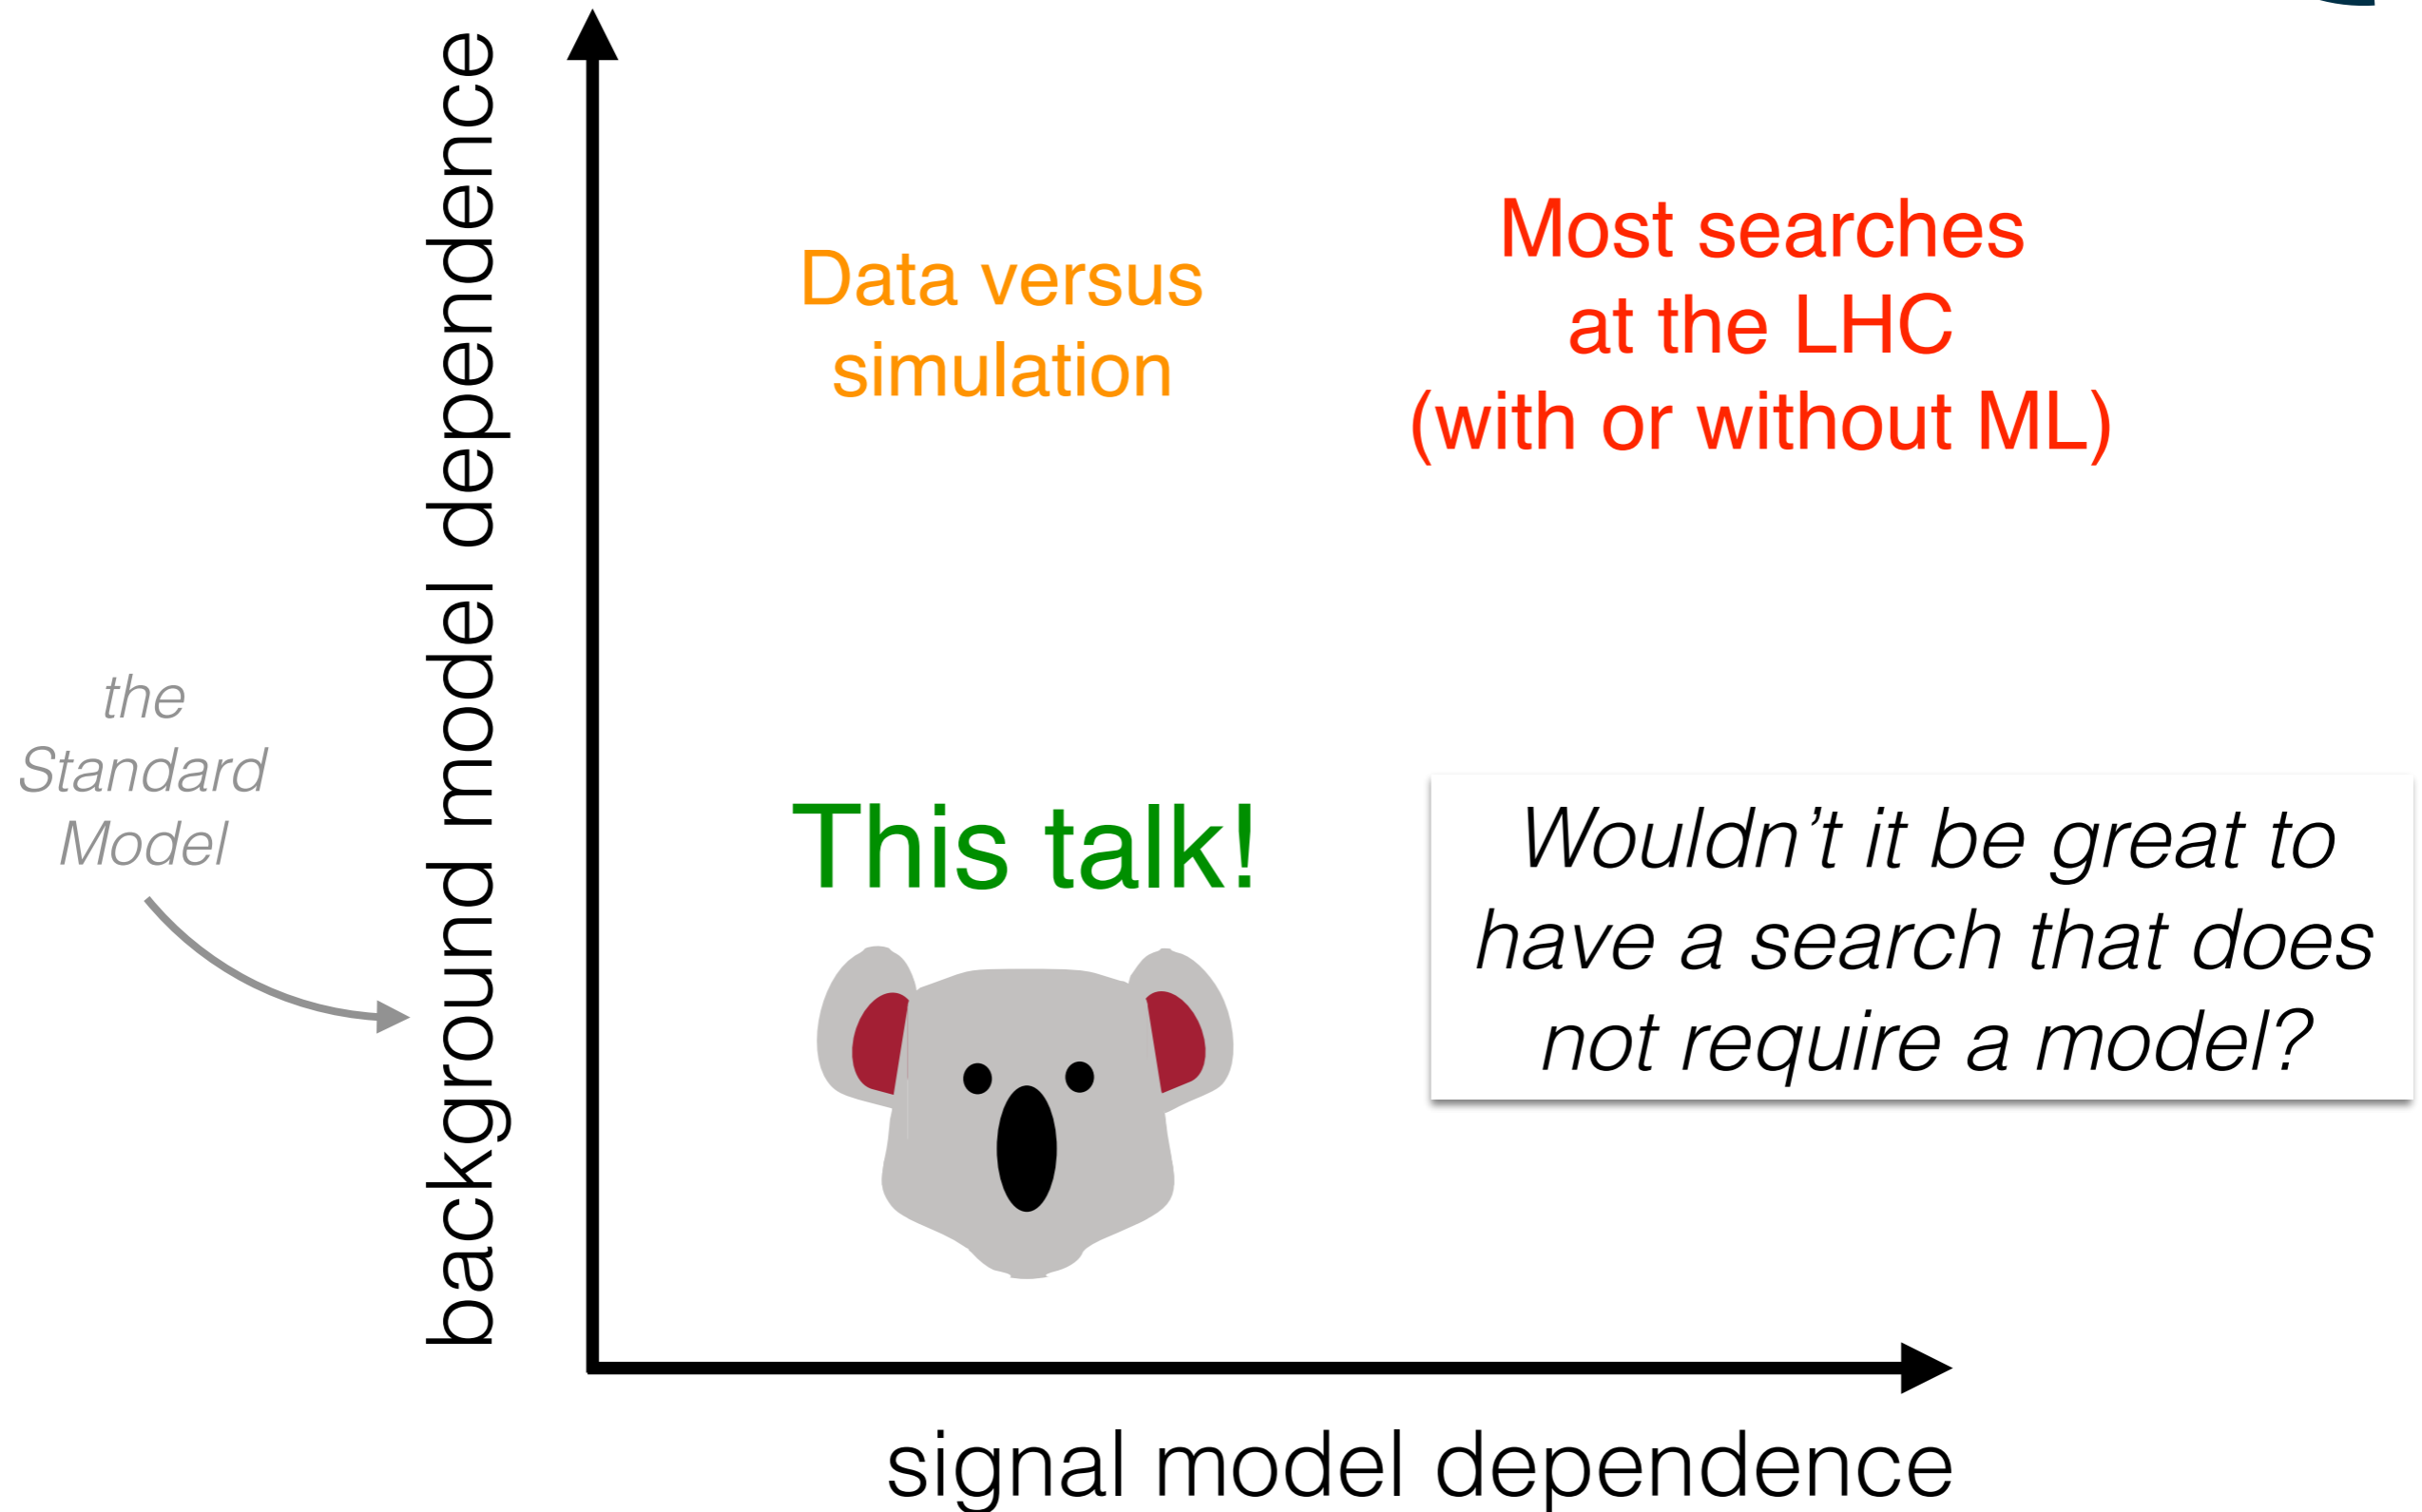 background model dependence
Data versus
simulation
Most searches
at the LHC
(with or without ML)
the
Standard
Model
This talk!
Wouldn’t it be great to
have a search that does
not require a model?
signal model dependence